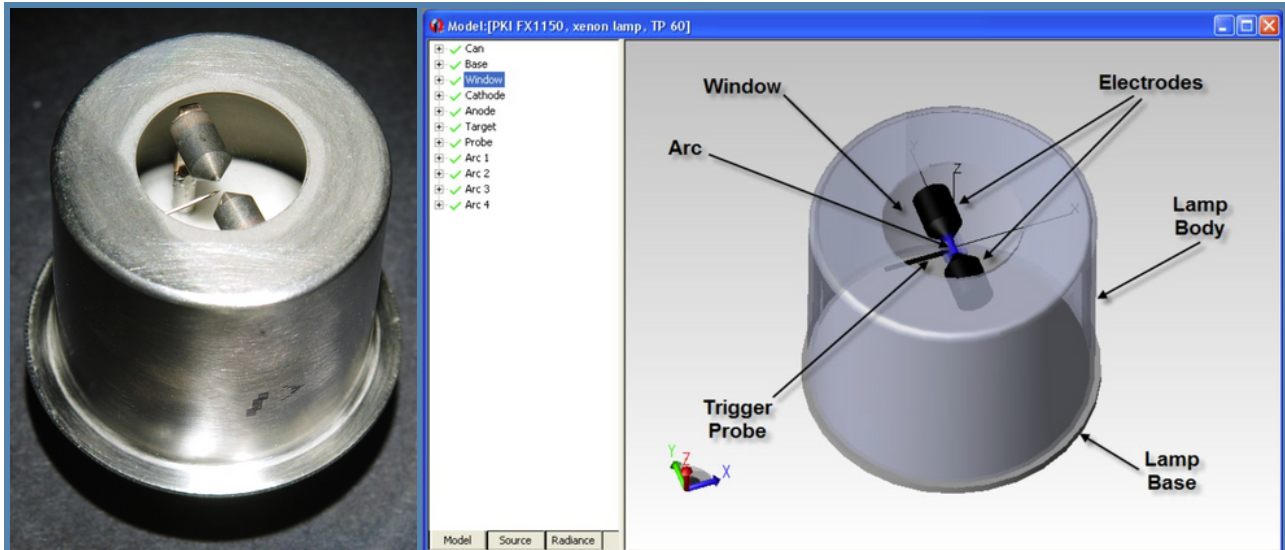 Model:[PKI FX1150, xenon lamp, TP 60]
Can
Base
Window
Cathode
Anode
Target
Probe
Arc 1
Arc 2
Arc 3
Arc 4
Model
Source
Radiance
Window
Electrodes
Arc
Lamp
Body
Trigger
Probe
Lamp
Base
Y
Z
X
Y
Z
X